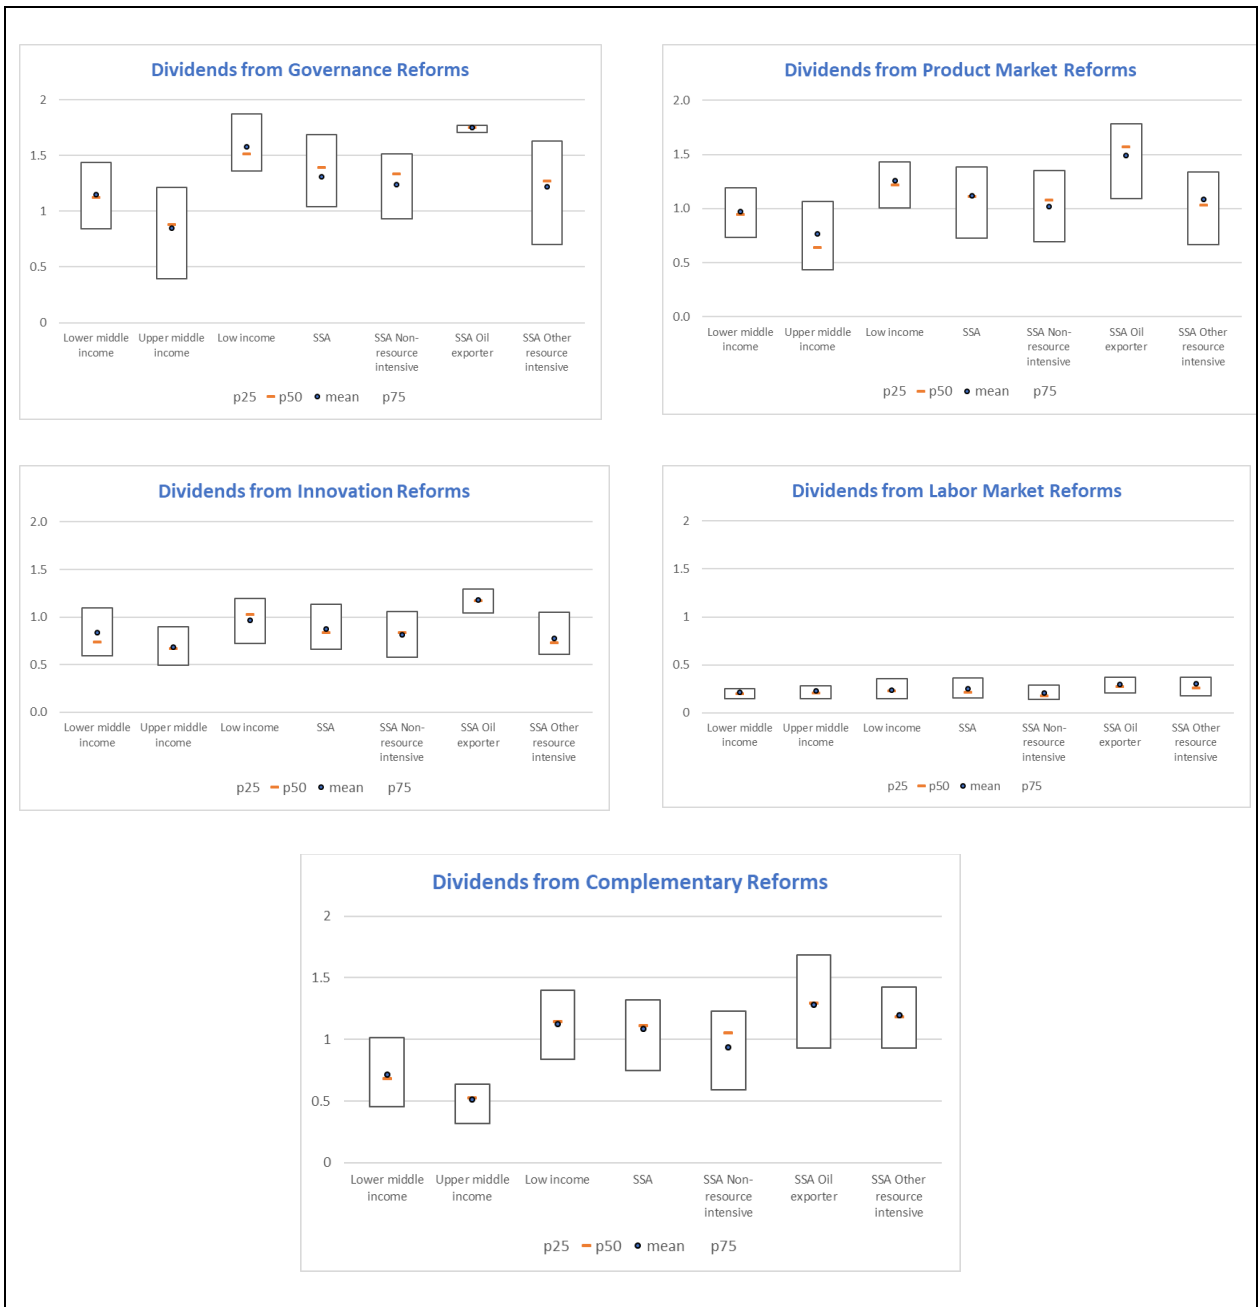 Dividends from Governance Reforms
2
1.5
1
0.5
0
Lower middle income
Upper middle income
Low income
SSA
SSA Non-resource intensive
SSA Oil exporter
SSA Other resource intensive
p25 p50 mean p75
Dividends from Product Market Reforms
2.0
1.5
1.0
0.5
0.0
Lower middle income
Upper middle income
Low income
SSA
SSA Non-resource intensive
SSA Oil exporter
SSA Other resource intensive
p25 p50 mean p75
Dividends from Innovation Reforms
2.0
1.5
1.0
0.5
0.0
Lower middle income
Upper middle income
Low income
SSA
SSA Non-resource intensive
SSA Oil exporter
SSA Other resource intensive
p25 p50 mean p75
Dividends from Labor Market Reforms
2
1.5
1
0.5
0
Lower middle income
Upper middle income
Low income
SSA
SSA Non-resource intensive
SSA Oil exporter
SSA Other resource intensive
p25 p50 mean p75
Dividends from Complementary Reforms
2
1.5
1
0.5
0
Lower middle income
Upper middle income
Low income
SSA
SSA Non-resource intensive
SSA Oil exporter
SSA Other resource intensive
p25 p50 mean p75